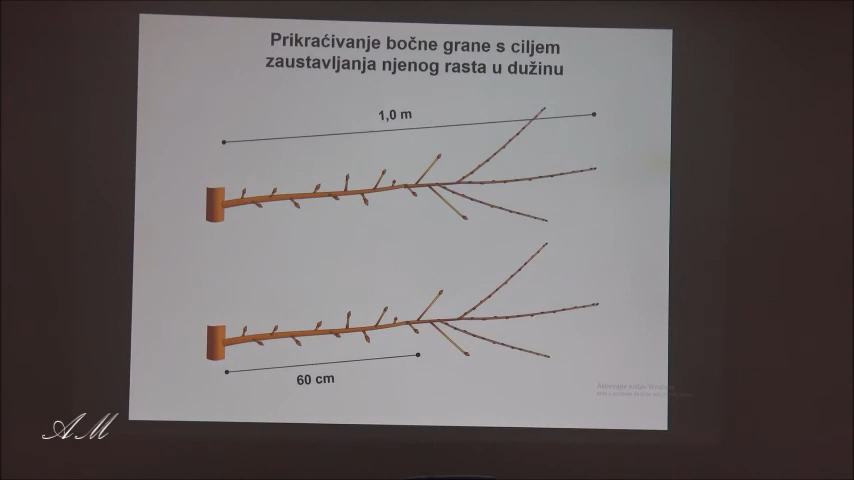 Prikraćivanje bočne grane s ciljem
zaustavljanja njenog rasta u dužinu
1,0 m
60 cm
AM